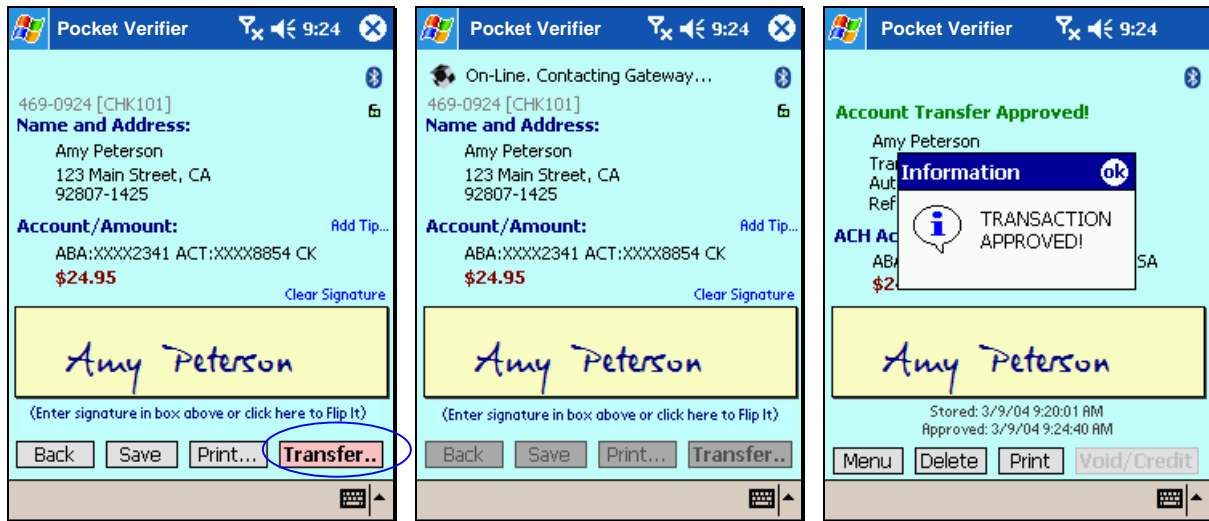 Pocket Verifier 9:24
469-0924 [CHK101]
Name and Address:
Amy Peterson
123 Main Street, CA
92807-1425
Account/Amount: Add Tip...
ABA:XXXX2341 ACT:XXXX8854 CK
$24.95
Clear Signature
Amy Peterson
(Enter signature in box above or click here to Flip It)
Back Save Print... Transfer..
Pocket Verifier 9:24
On-Line. Contacting Gateway...
469-0924 [CHK101]
Name and Address:
Amy Peterson
123 Main Street, CA
92807-1425
Account/Amount: Add Tip...
ABA:XXXX2341 ACT:XXXX8854 CK
$24.95
Clear Signature
Amy Peterson
(Enter signature in box above or click here to Flip It)
Back Save Print... Transfer..
Pocket Verifier 9:24
Account Transfer Approved!
Amy Peterson
Information ok
TRANSACTION
APPROVED!
Ref
ACH
SA
Amy Peterson
Stored: 3/9/04 9:20:01 AM
Approved: 3/9/04 9:24:40 AM
Menu Delete Print Void/Credit